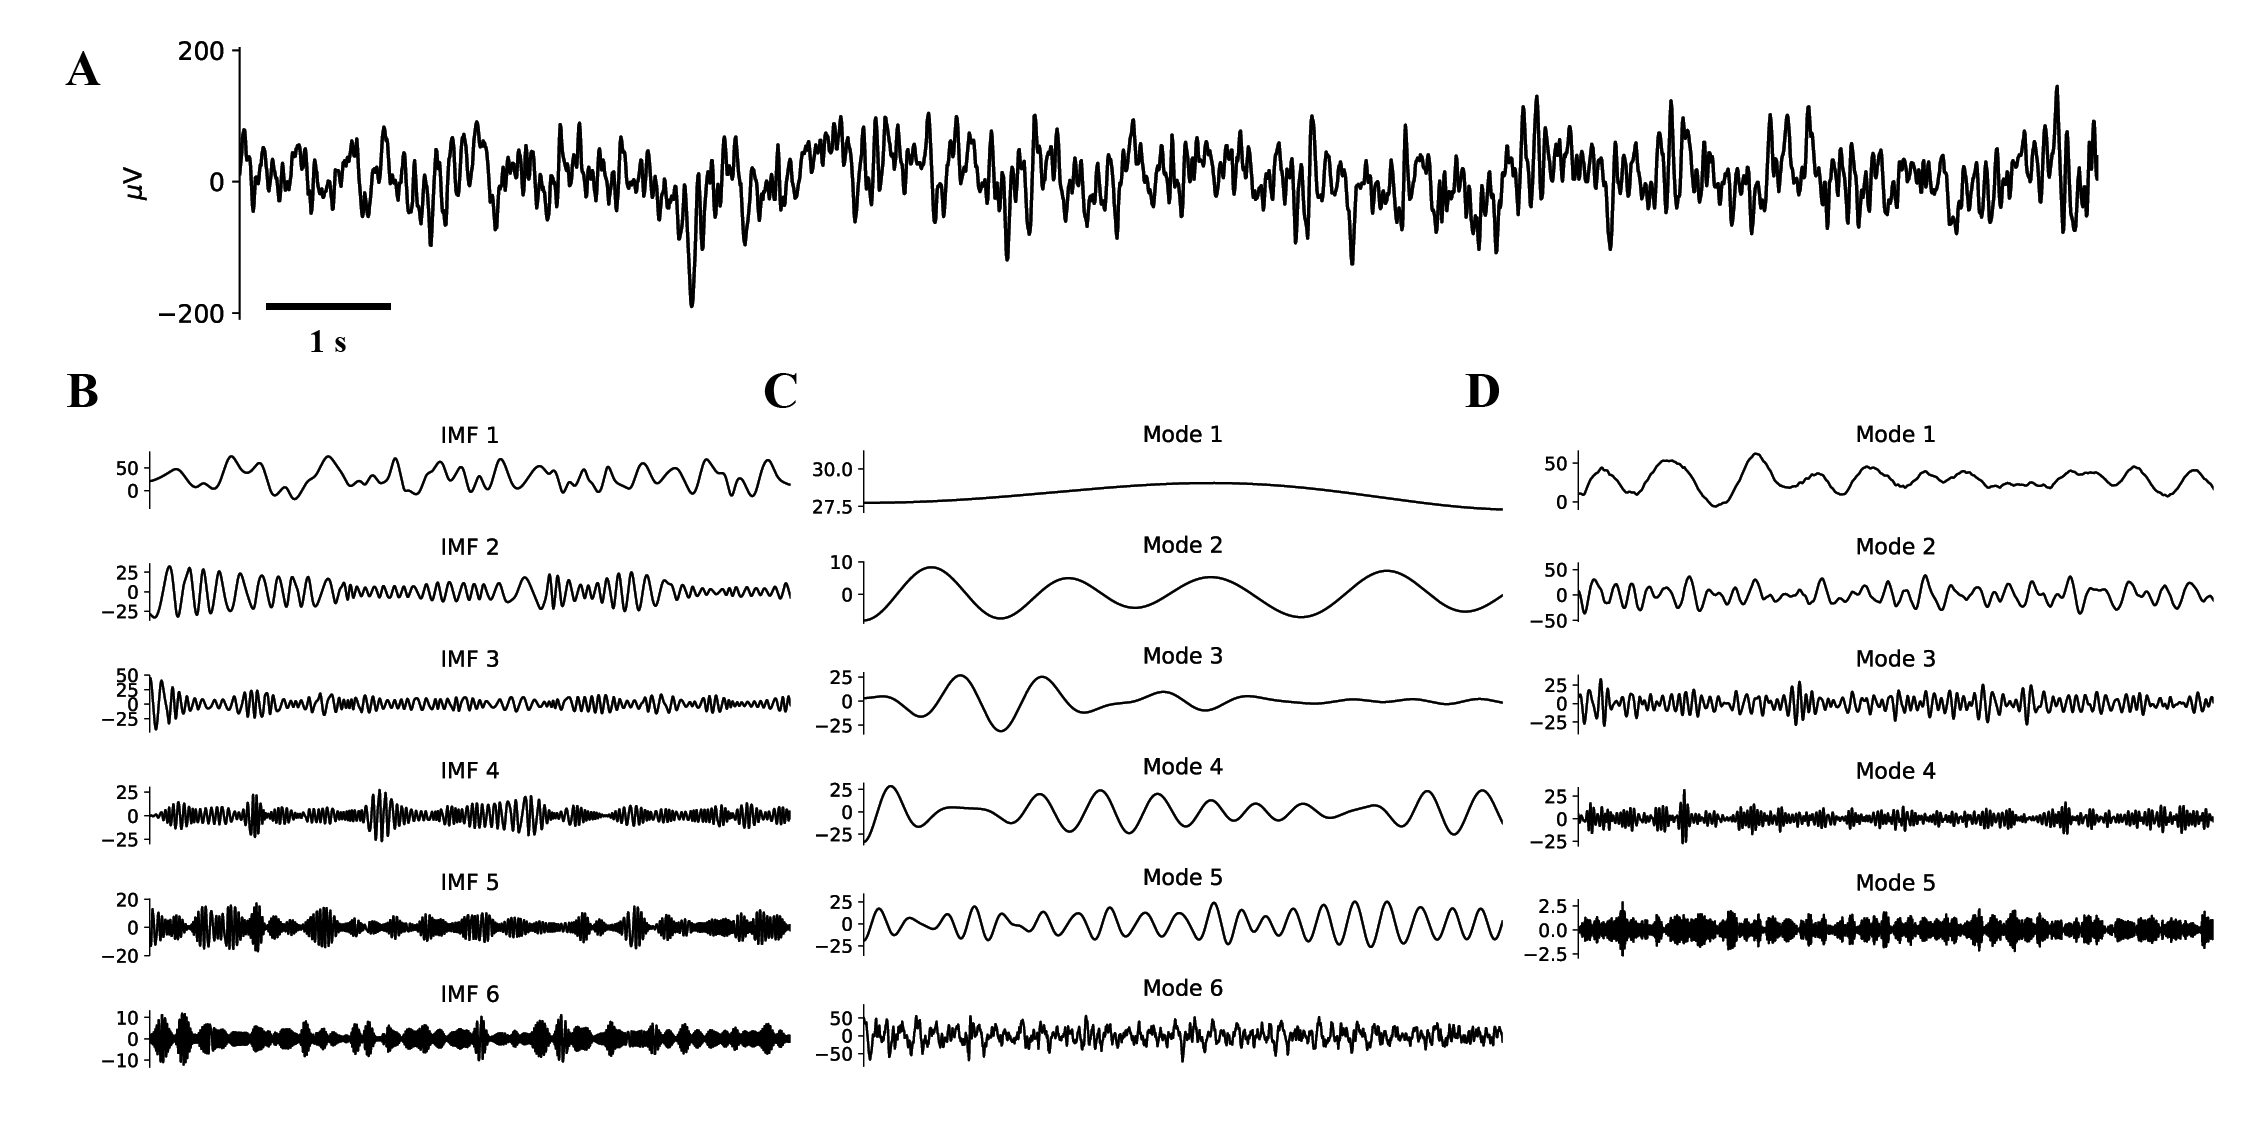 A
200
0
−200
μV
1 s
B
IMF 1
50
0
IMF 2
25
0
−25
IMF 3
50
25
0
−25
IMF 4
25
0
−25
IMF 5
20
0
−20
IMF 6
10
0
−10
C
Mode 1
30.0
27.5
Mode 2
10
0
Mode 3
25
0
−25
Mode 4
25
0
−25
Mode 5
25
0
−25
Mode 6
50
0
−50
D
Mode 1
50
0
Mode 2
50
0
−50
Mode 3
25
0
−25
Mode 4
25
0
−25
Mode 5
2.5
0.0
−2.5